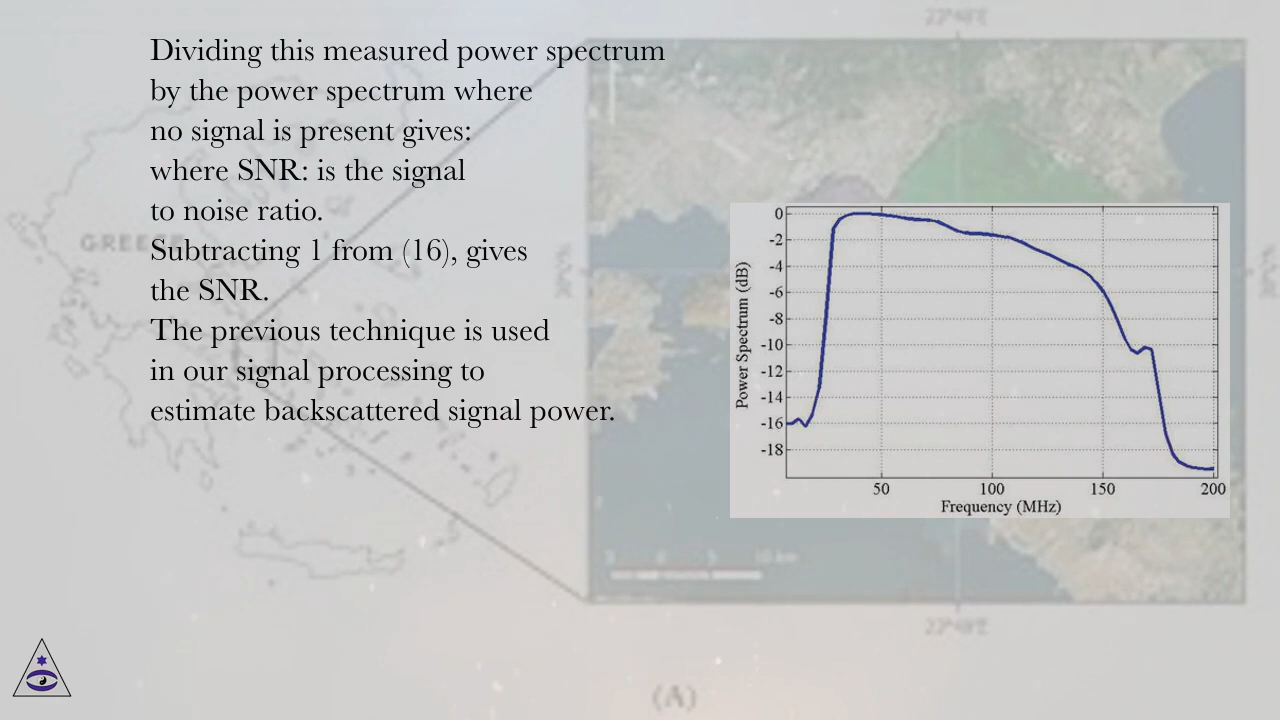 Dividing this measured power spectrum
by the power spectrum where
no signal is present gives:
where SNR: is the signal
to noise ratio.
Subtracting 1 from (16), gives
the SNR.
The previous technique is used
in our signal processing to
estimate backscattered signal power.
GREECE
0
-2
-4
-6
-8
-10
-12
-14
-16
-18
Power Spectrum (dB)
50 100 150 200
Frequency (MHz)
(A)